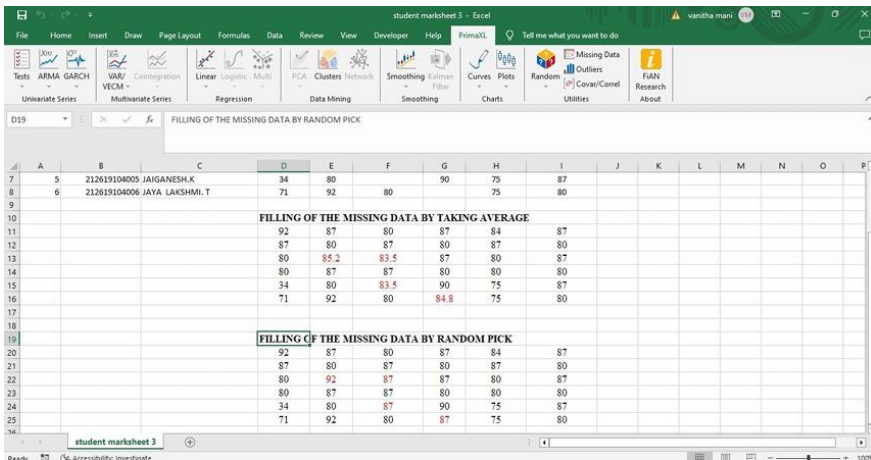 student marksheet 3 - Excel
vanitha mani VM
File Home Insert Draw Page Layout Formulas Data Review View Developer Help PrimaXL Tell me what you want to do
Missing Data
Outliers
Covar/Correl
Tests ARMA GARCH VAR/ VECM Cointegration Linear Logistic Multi PCA Clusters Network Smoothing Kalman Filter Curves Plots Random FiAN Research
Univariate Series Multivariate Series Regression Data Mining Smoothing Charts Utilities About
D19 fx FILLING OF THE MISSING DATA BY RANDOM PICK
A B C D E F G H I J K L M N O P
7 5 212619104005 JAIGANESH.K 34 80 90 75 87
8 6 212619104006 JAYA LAKSHMI. T 71 92 80 75 80
9
10 FILLING OF THE MISSING DATA BY TAKING AVERAGE
11 92 87 80 87 84 87
12 87 80 87 80 87 80
13 80 85.2 83.5 87 80 87
14 80 87 87 80 80 80
15 34 80 83.5 90 75 87
16 71 92 80 84.8 75 80
17
18
19 FILLING OF THE MISSING DATA BY RANDOM PICK
20 92 87 80 87 84 87
21 87 80 87 80 87 80
22 80 92 87 87 80 87
23 80 87 87 80 80 80
24 34 80 87 90 75 87
25 71 92 80 87 75 80
26
student marksheet 3
Ready Accessibility: Investigate 100%